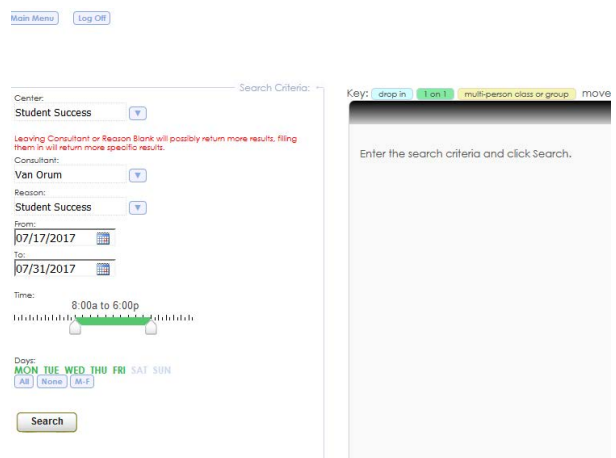 Main Menu Log Off
Search Criteria:
Center:
Student Success
Leaving Consultant or Reason Blank will possibly return more results, filling
them in will return more specific results.
Consultant:
Van Orum
Reason:
Student Success
From:
07/17/2017
To:
07/31/2017
Time:
8:00a to 6:00p
Days:
MON TUE WED THU FRI SAT SUN
All None M-F
Search
Key: drop in 1 on 1 multi-person class or group move
Enter the search criteria and click Search.